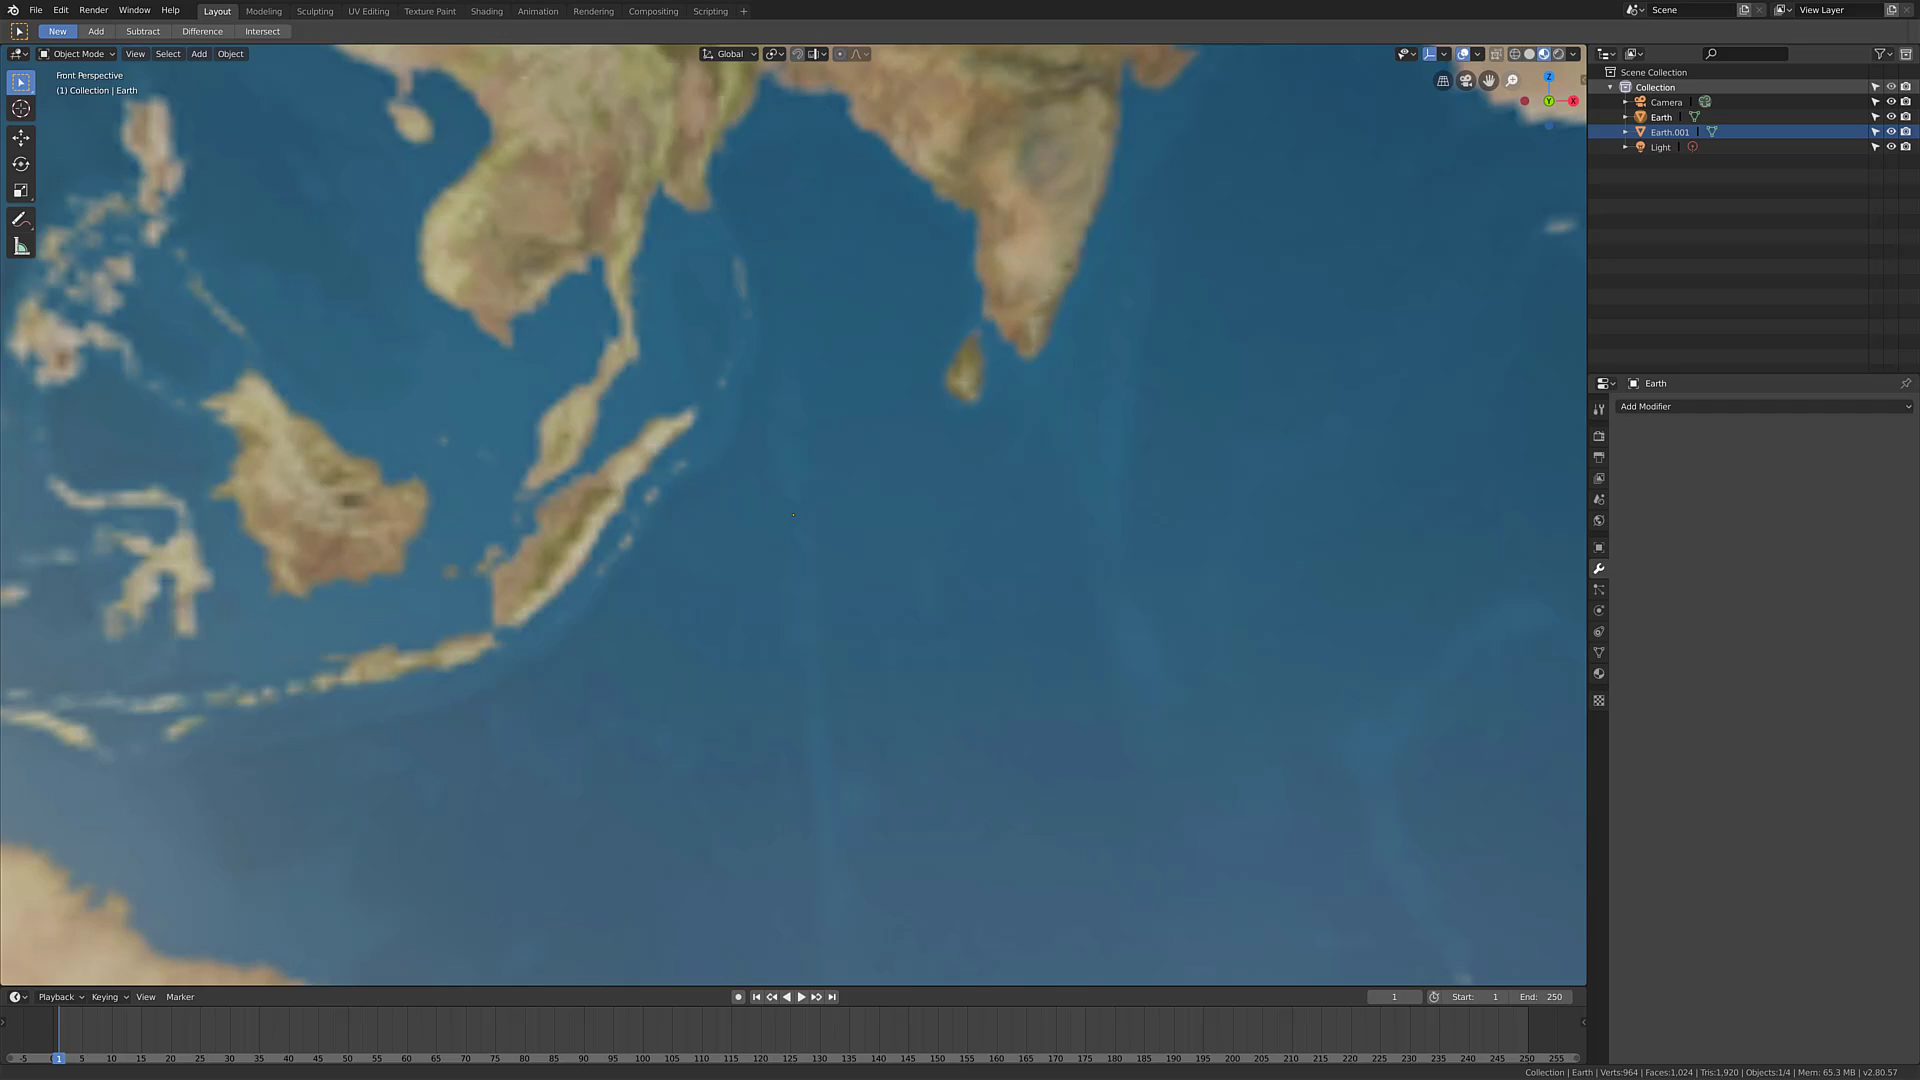 File Edit Render Window Help Layout Modeling Sculpting UV Editing Texture Paint Shading Animation Rendering Compositing Scripting + Scene View Layer
New Add Subtract Difference Intersect
Object Mode View Select Add Object Global
Front Perspective
(1) Collection | Earth
Z
Y
X
Scene Collection
Collection
Camera
Earth
Earth.001
Light
Earth
Add Modifier
Playback Keying View Marker 1 Start: 1 End: 250
-5 1 5 10 15 20 25 30 35 40 45 50 55 60 65 70 75 80 85 90 95 100 105 110 115 120 125 130 135 140 145 150 155 160 165 170 175 180 185 190 195 200 205 210 215 220 225 230 235 240 245 250 255
Collection | Earth | Verts:964 | Faces:1,024 | Tris:1,920 | Objects:1/4 | Mem: 65.3 MB | v2.80.57